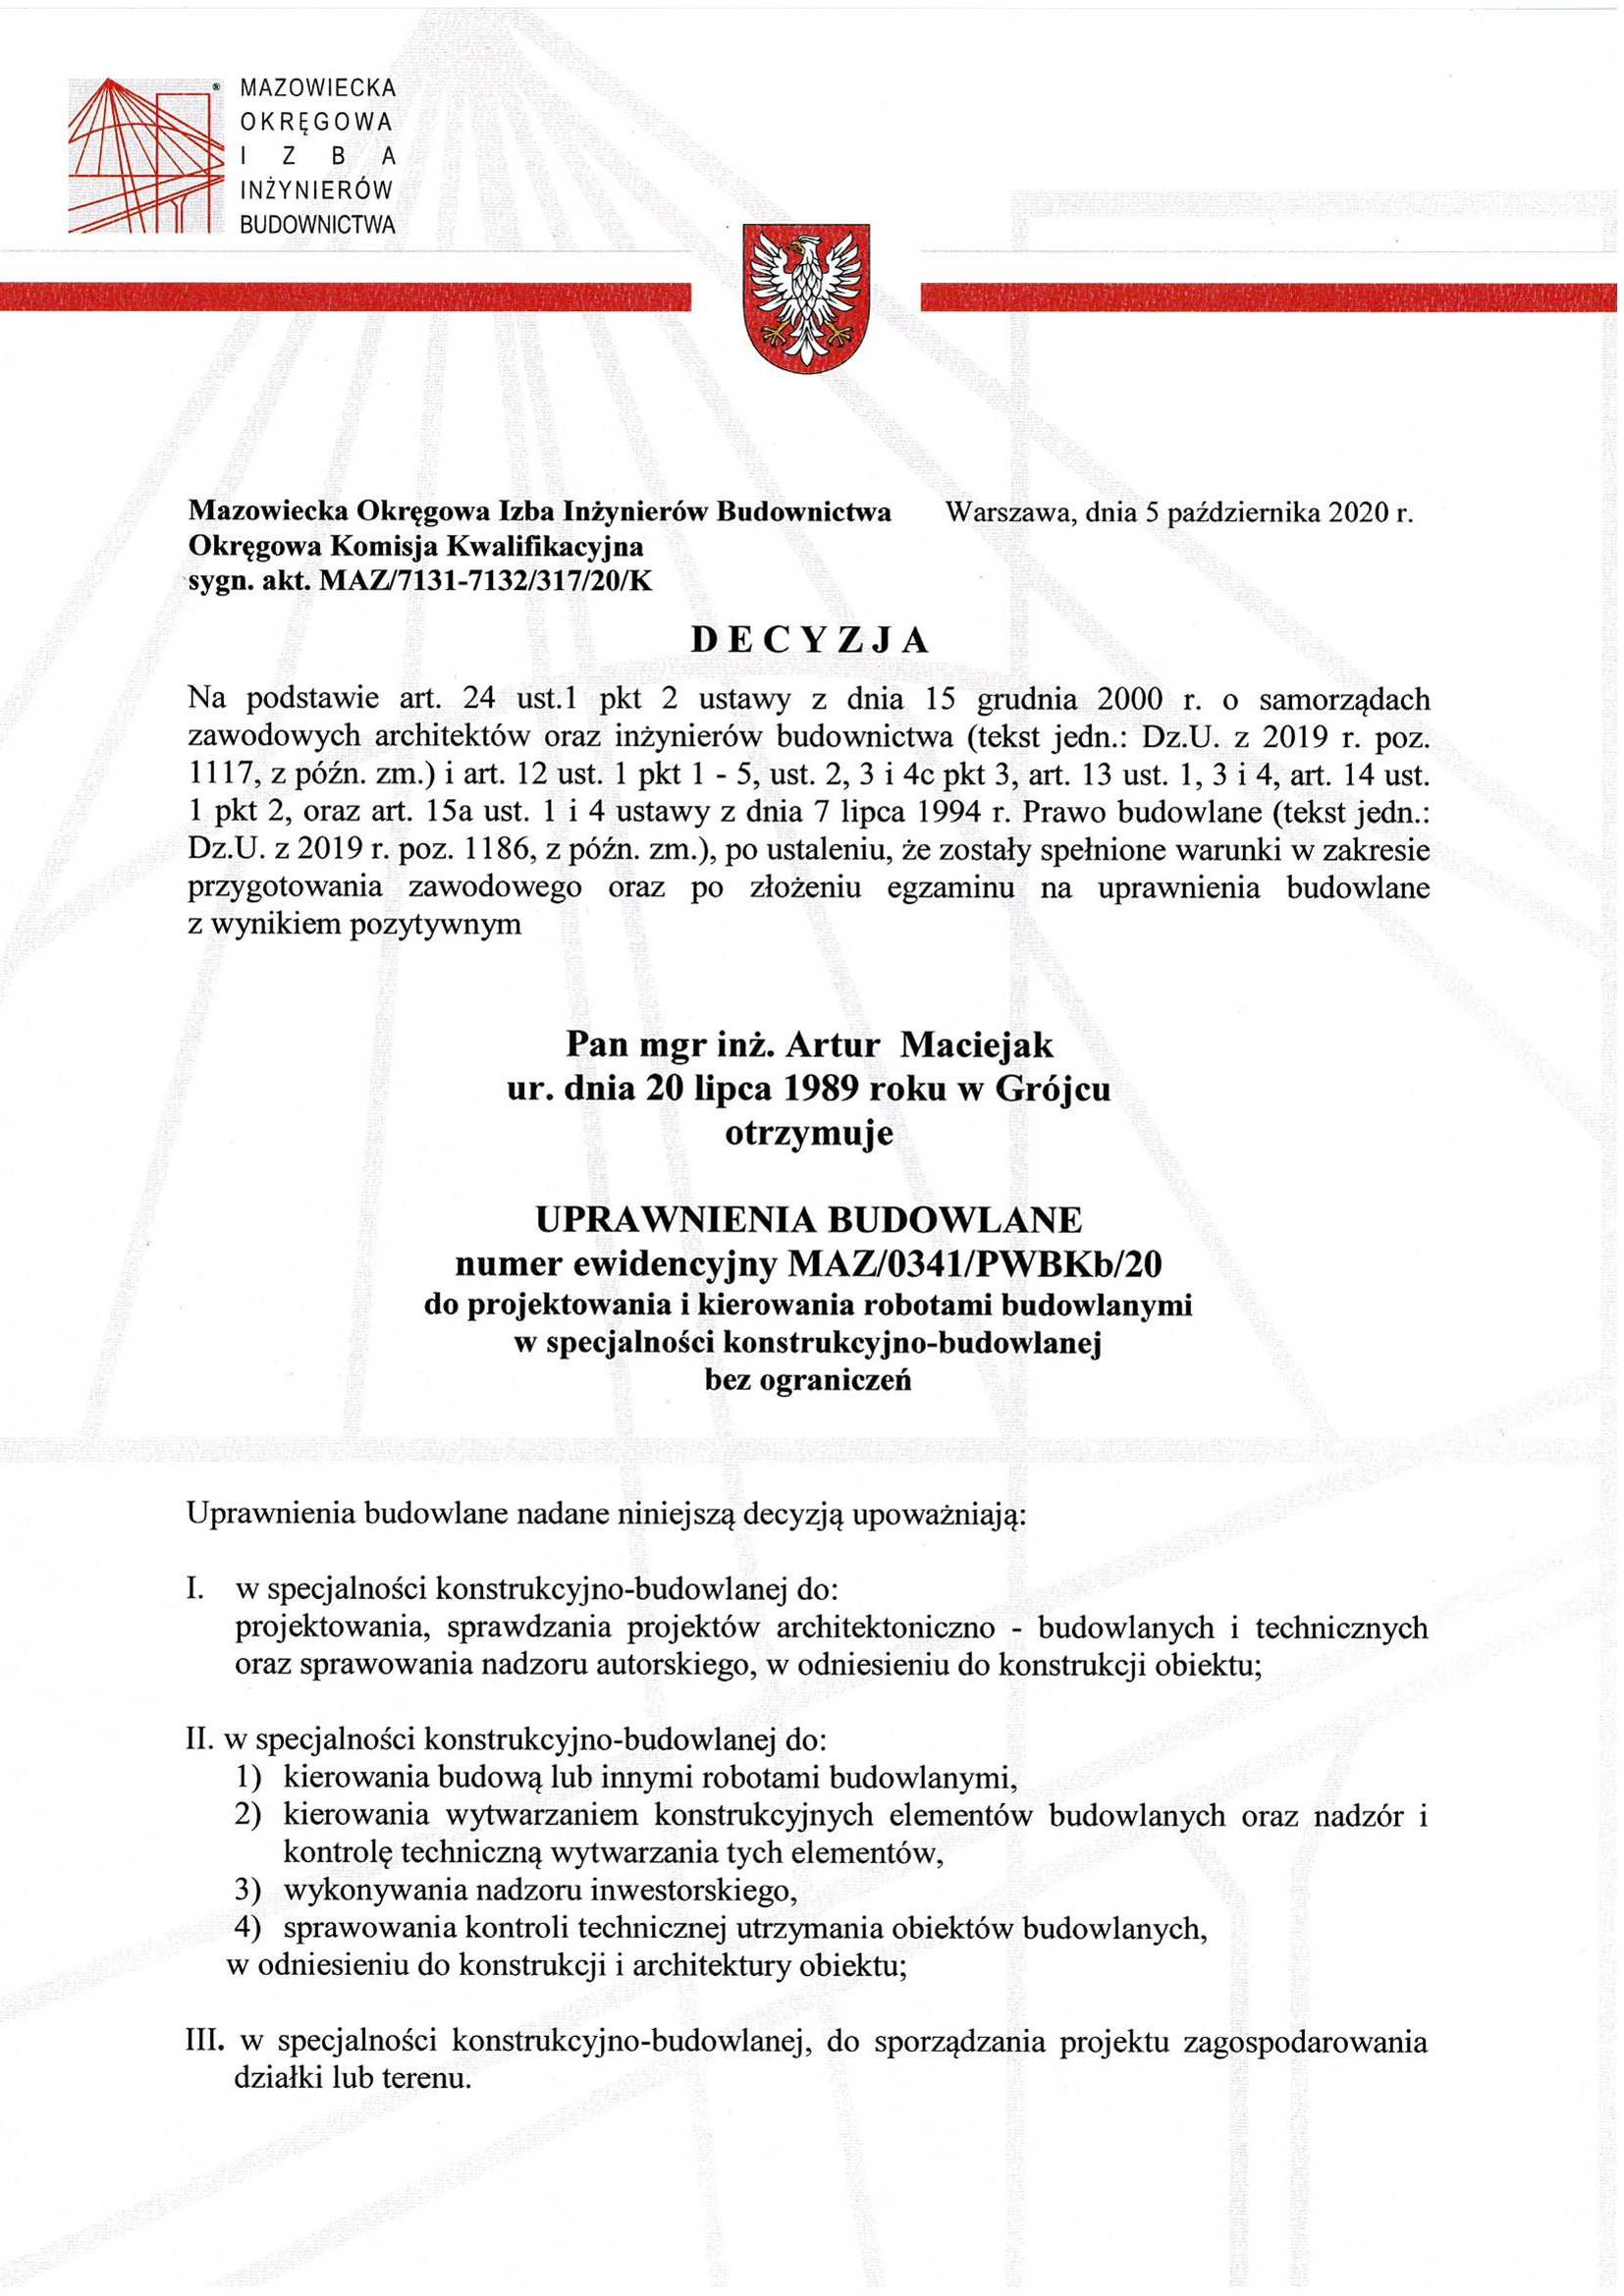 MAZOWIECKA
OKRĘGOWA
I Z B A
INŻYNIERÓW
BUDOWNICTWA
Mazowiecka Okręgowa Izba Inżynierów Budownictwa Warszawa, dnia 5 października 2020 r.
Okręgowa Komisja Kwalifikacyjna
sygn. akt. MAZ/7131-7132/317/20/K
D E C Y Z J A
Na podstawie art. 24 ust.1 pkt 2 ustawy z dnia 15 grudnia 2000 r. o samorządach
zawodowych architektów oraz inżynierów budownictwa (tekst jedn.: Dz.U. z 2019 r. poz.
1117, z późn. zm.) i art. 12 ust. 1 pkt 1 - 5, ust. 2, 3 i 4c pkt 3, art. 13 ust. 1, 3 i 4, art. 14 ust.
1 pkt 2, oraz art. 15a ust. 1 i 4 ustawy z dnia 7 lipca 1994 r. Prawo budowlane (tekst jedn.:
Dz.U. z 2019 r. poz. 1186, z późn. zm.), po ustaleniu, że zostały spełnione warunki w zakresie
przygotowania zawodowego oraz po złożeniu egzaminu na uprawnienia budowlane
z wynikiem pozytywnym
Pan mgr inż. Artur Maciejak
ur. dnia 20 lipca 1989 roku w Grójcu
otrzymuje
UPRAWNIENIA BUDOWLANE
numer ewidencyjny MAZ/0341/PWBKb/20
do projektowania i kierowania robotami budowlanymi
w specjalności konstrukcyjno-budowlanej
bez ograniczeń
Uprawnienia budowlane nadane niniejszą decyzją upoważniają:
I. w specjalności konstrukcyjno-budowlanej do:
projektowania, sprawdzania projektów architektoniczno - budowlanych i technicznych
oraz sprawowania nadzoru autorskiego, w odniesieniu do konstrukcji obiektu;
II. w specjalności konstrukcyjno-budowlanej do:
1) kierowania budową lub innymi robotami budowlanymi,
2) kierowania wytwarzaniem konstrukcyjnych elementów budowlanych oraz nadzór i
kontrolę techniczną wytwarzania tych elementów,
3) wykonywania nadzoru inwestorskiego,
4) sprawowania kontroli technicznej utrzymania obiektów budowlanych,
w odniesieniu do konstrukcji i architektury obiektu;
III. w specjalności konstrukcyjno-budowlanej, do sporządzania projektu zagospodarowania
działki lub terenu.